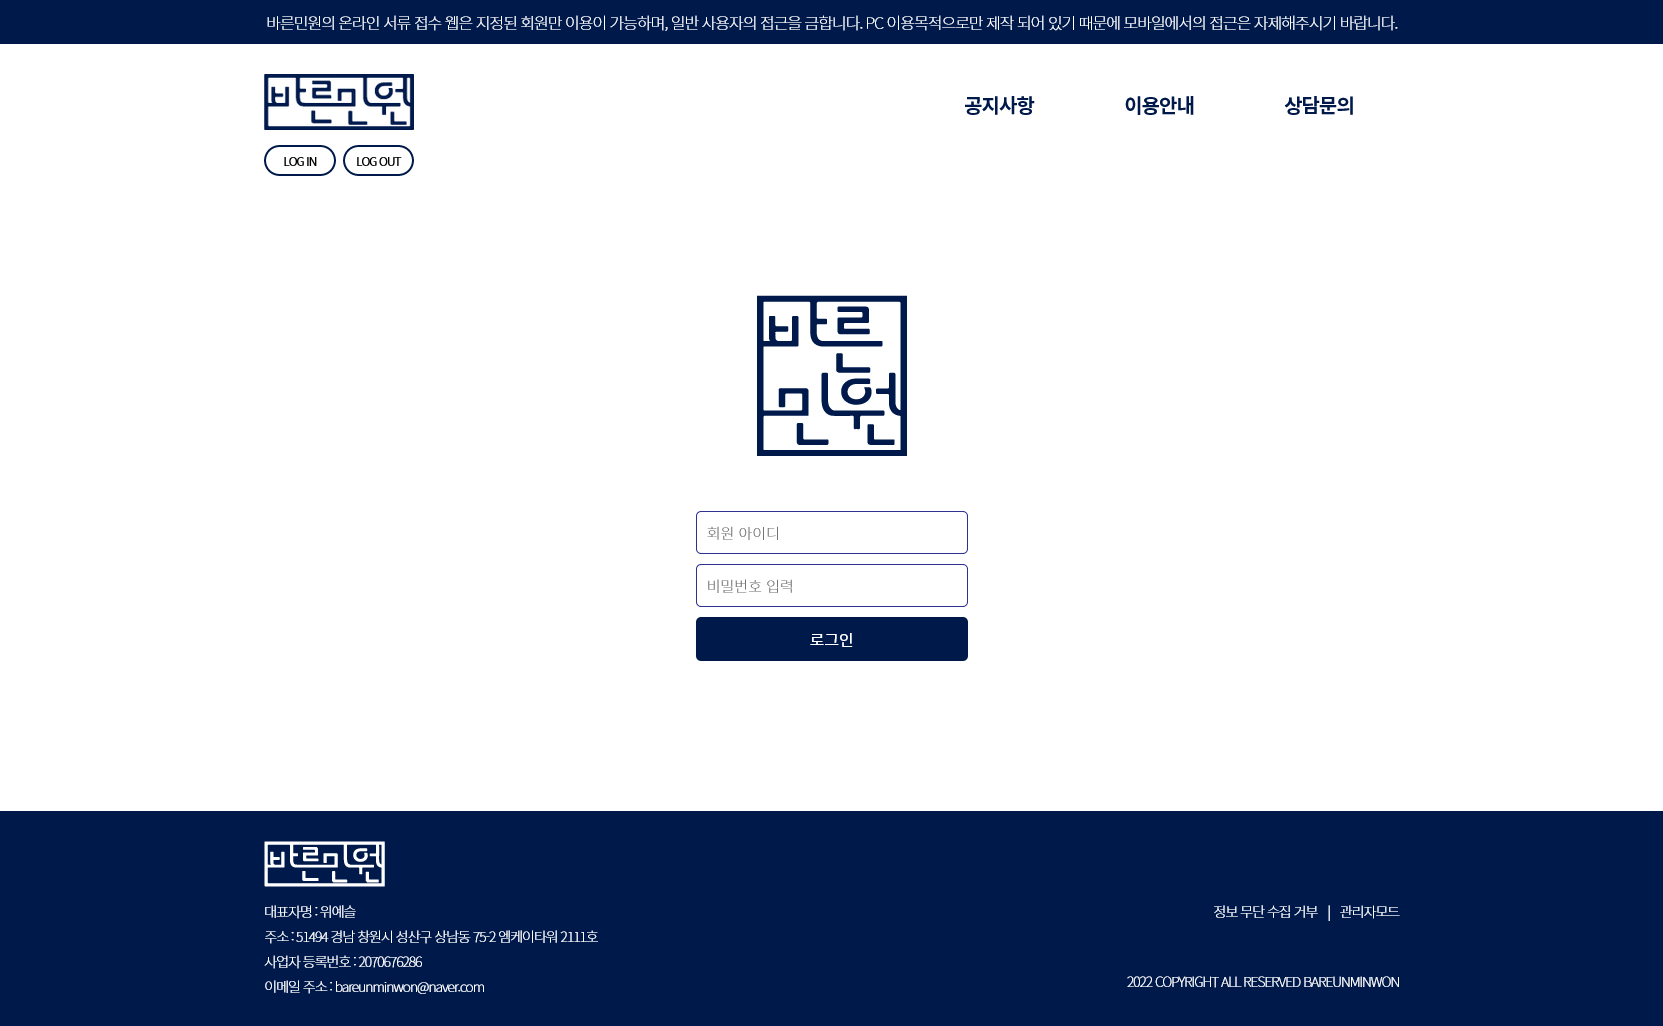 바른민원의 온라인 서류 접수 웹은 지정된 회원만 이용이 가능하며, 일반 사용자의 접근을 금합니다. PC 이용목적으로만 제작 되어 있기 때문에 모바일에서의 접근은 자제해주시기 바랍니다.
바른민원
공지사항
이용안내
상담문의
LOG IN
LOG OUT
바른
민원
회원 아이디
비밀번호 입력
로그인
바른민원
대표자명 : 위예슬
정보 무단 수집 거부 | 관리자모드
주소 : 51494 경남 창원시 성산구 상남동 75-2 엠케이타워 2111호
사업자 등록번호 : 2070676286
이메일 주소 : bareunminwon@naver.com
2022 COPYRIGHT ALL RESERVED BAREUNMINWON